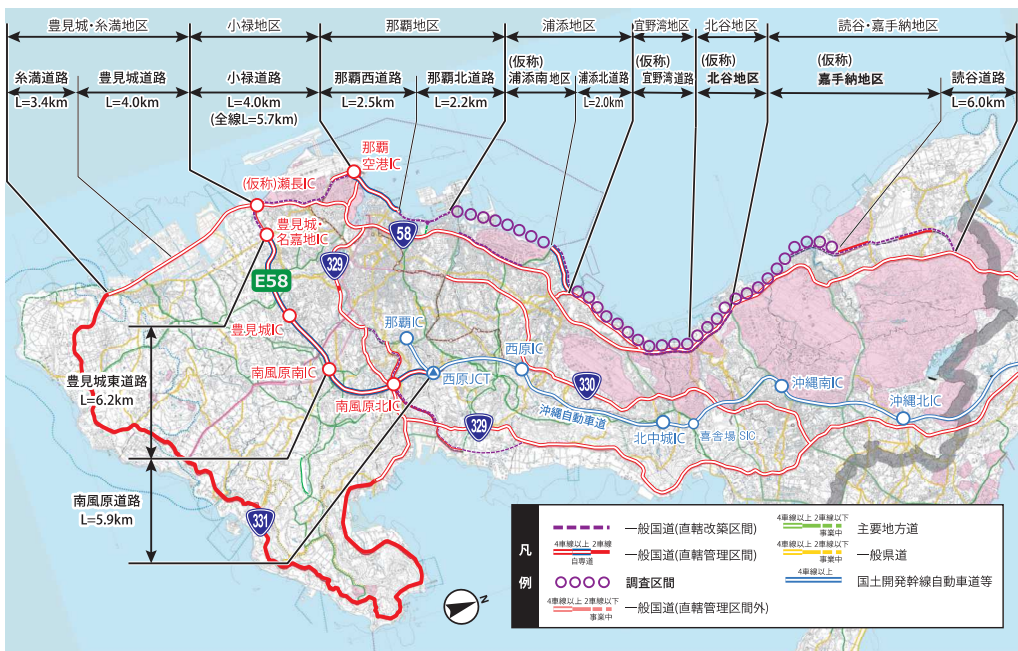 豊見城・糸満地区
小禄地区
那覇地区
浦添地区
宜野湾地区
北谷地区
読谷・嘉手納地区
糸満道路
L=3.4km
豊見城道路
L=4.0km
小禄道路
L=4.0km
(全線L=5.7km)
那覇西道路
L=2.5km
那覇北道路
L=2.2km
(仮称)
浦添南地区
浦添北道路
L=2.0km
(仮称)
宜野湾道路
(仮称)
北谷地区
(仮称)
嘉手納地区
読谷道路
L=6.0km
那覇
空港IC
(仮称)瀬長IC
豊見城・
名嘉地IC
58
329
E58
豊見城IC
那覇IC
西原IC
南風原南IC
西原JCT
南風原北IC
330
沖縄自動車道
329
北中城IC
喜舎場SIC
沖縄南IC
沖縄北IC
豊見城東道路
L=6.2km
南風原道路
L=5.9km
331
N
凡
例
一般国道(直轄改築区間)
4車線以上 2車線
自専道
一般国道(直轄管理区間)
調査区間
4車線以上 2車線以下
事業中
一般国道(直轄管理区間外)
4車線以上 2車線以下
事業中
主要地方道
4車線以上 2車線以下
事業中
一般県道
4車線以上
国土開発幹線自動車道等